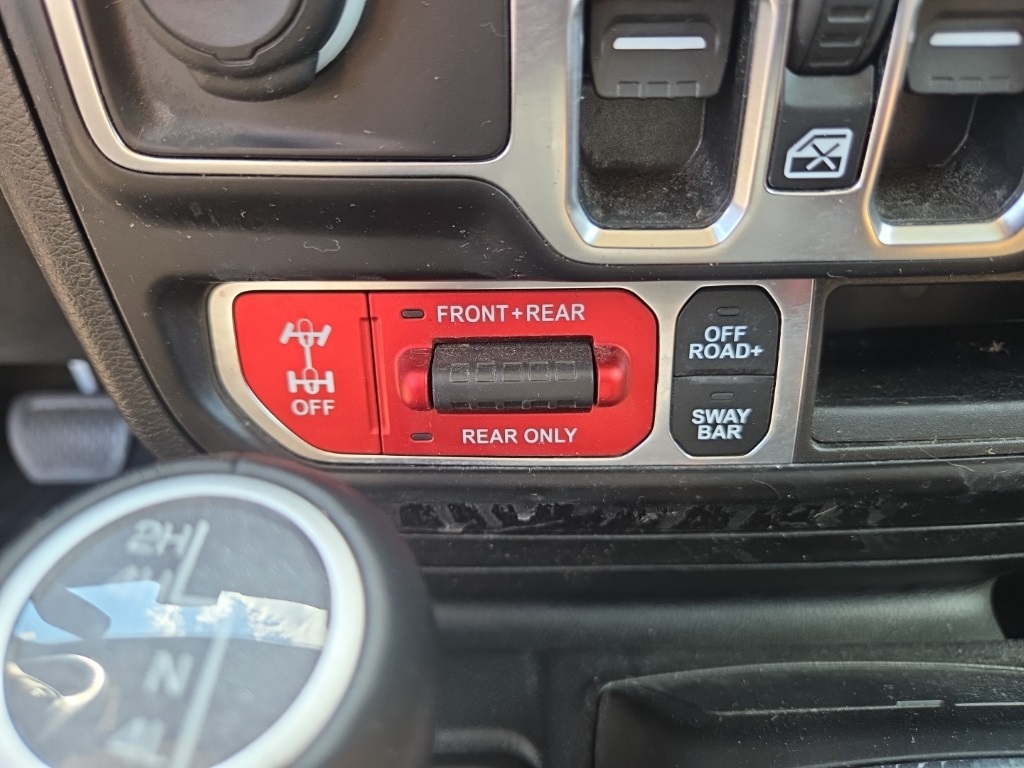 FRONT+REAR
OFF
REAR ONLY
OFF
ROAD+
SWAY
BAR
2H
N